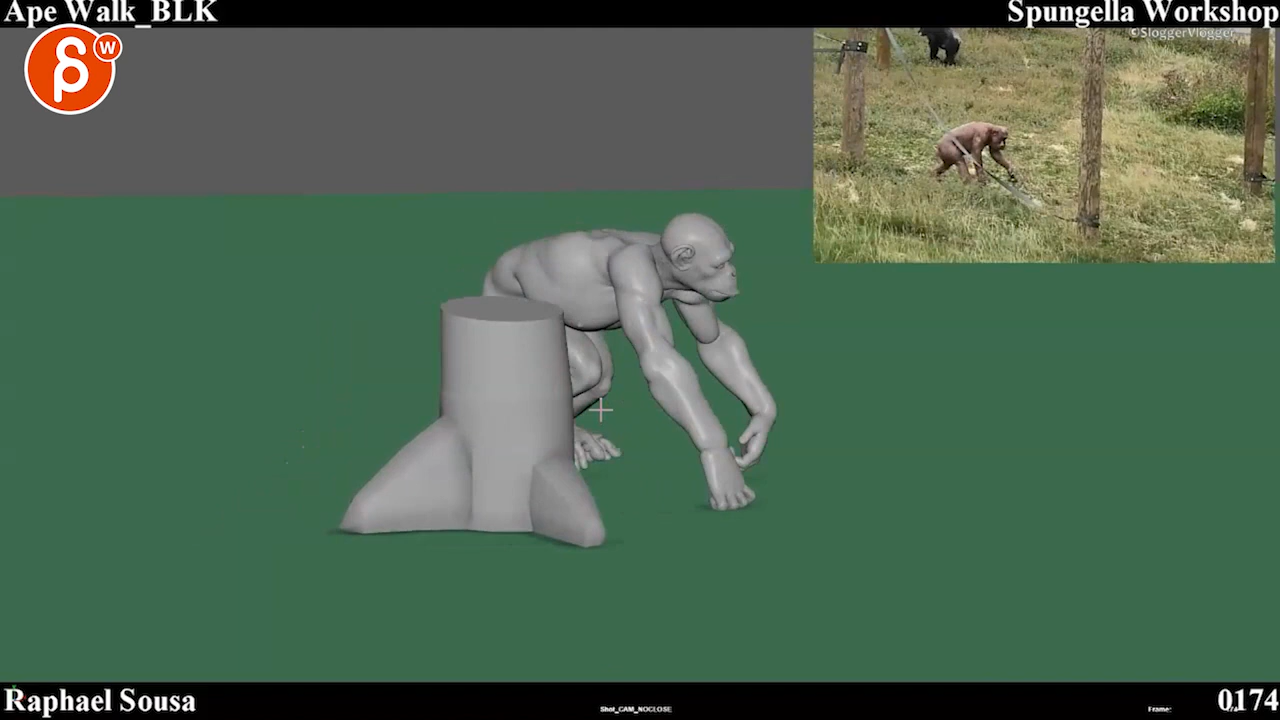 Ape Walk_BLK
Spungella Workshop
w
©SloggerVlogger
Raphael Sousa
Shot_CAM_NOCLOSE
Frame:
0174